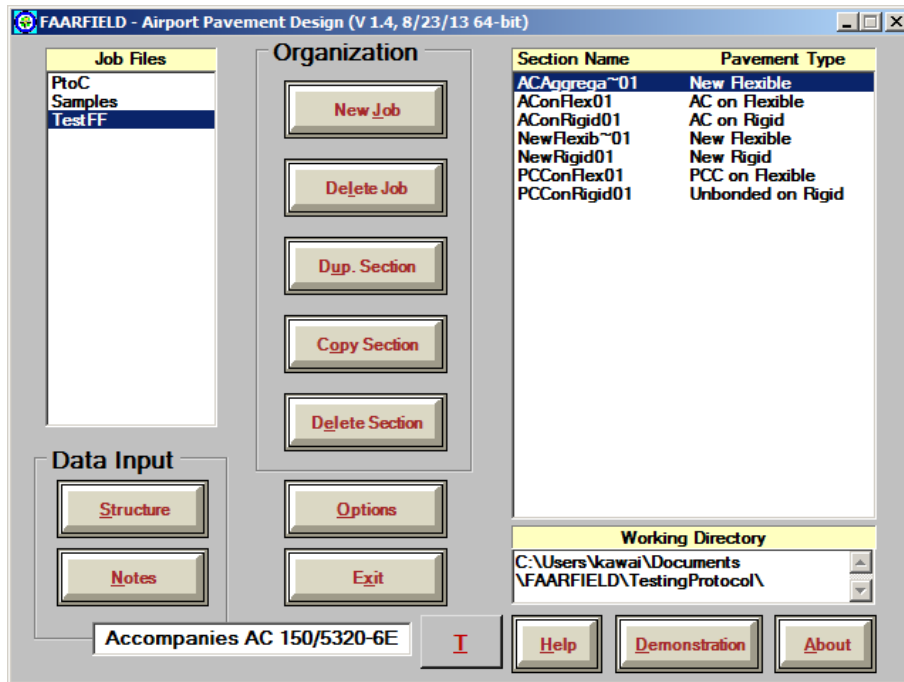 FAARFIELD - Airport Pavement Design (V 1.4, 8/23/13 64-bit)
Job Files
PtoC
Samples
TestFF
Organization
New Job
Delete Job
Dup. Section
Copy Section
Delete Section
Section Name Pavement Type
ACAggrega~01 New Flexible
AConFlex01 AC on Flexible
AConRigid01 AC on Rigid
NewFlexib~01 New Flexible
NewRigid01 New Rigid
PCConFlex01 PCC on Flexible
PCConRigid01 Unbonded on Rigid
Data Input
Structure
Notes
Options
Exit
Working Directory
C:\Users\kawai\Documents
\FAARFIELD\TestingProtocol\
Accompanies AC 150/5320-6E
T
Help
Demonstration
About